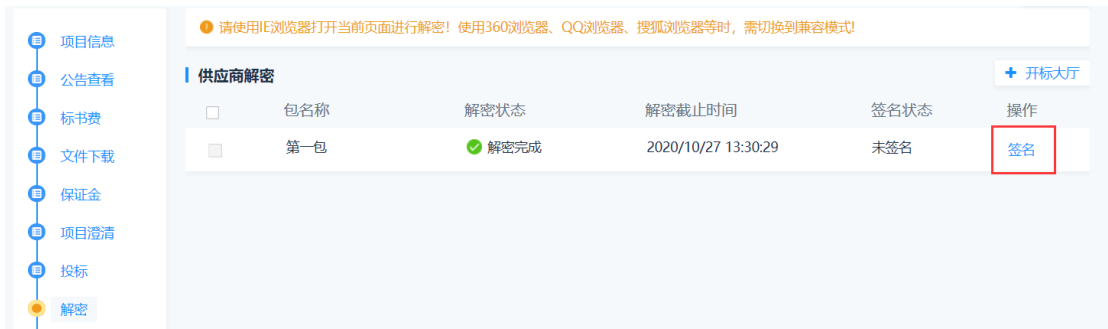 请使用IE浏览器打开当前页面进行解密！使用360浏览器、QQ浏览器、搜狐浏览器等时，需切换到兼容模式!
项目信息
公告查看
标书费
文件下载
保证金
项目澄清
投标
解密
供应商解密
+ 开标大厅
包名称 解密状态 解密截止时间 签名状态 操作
第一包 解密完成 2020/10/27 13:30:29 未签名 签名